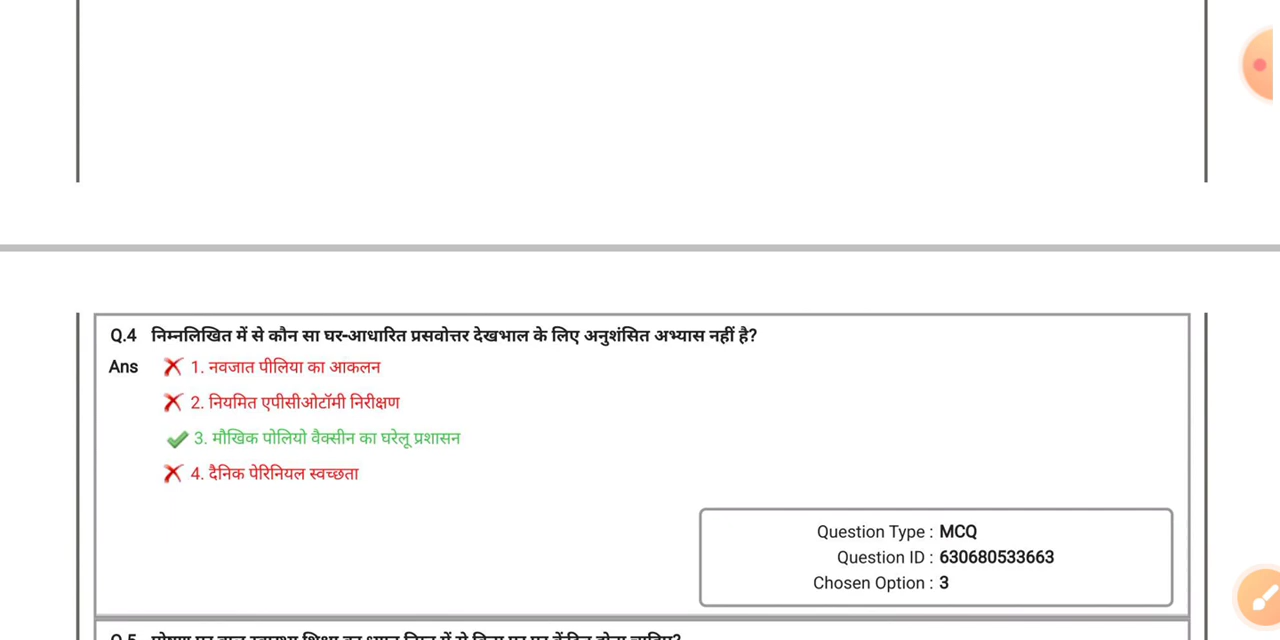 Q.4 निम्नलिखित में से कौन सा घर-आधारित प्रसवोत्तर देखभाल के लिए अनुशंसित अभ्यास नहीं है?
Ans 1. नवजात पीलिया का आकलन
2. नियमित एपीसीओटॉमी निरीक्षण
3. मौखिक पोलियो वैक्सीन का घरेलू प्रशासन
4. दैनिक पेरिनियल स्वच्छता
Question Type : MCQ
Question ID : 630680533663
Chosen Option : 3
Q.5